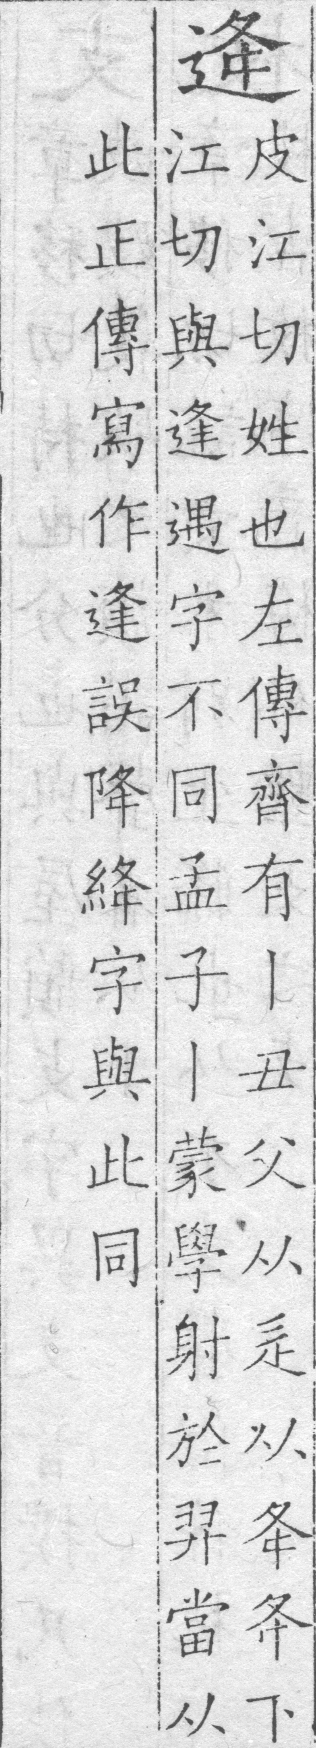 逄
皮江切姓也左傳齊有丨丑父从辵从夅夅下
江切與逢遇字不同孟子丨蒙學射於羿當从
此正傳寫作逢誤降絳字與此同